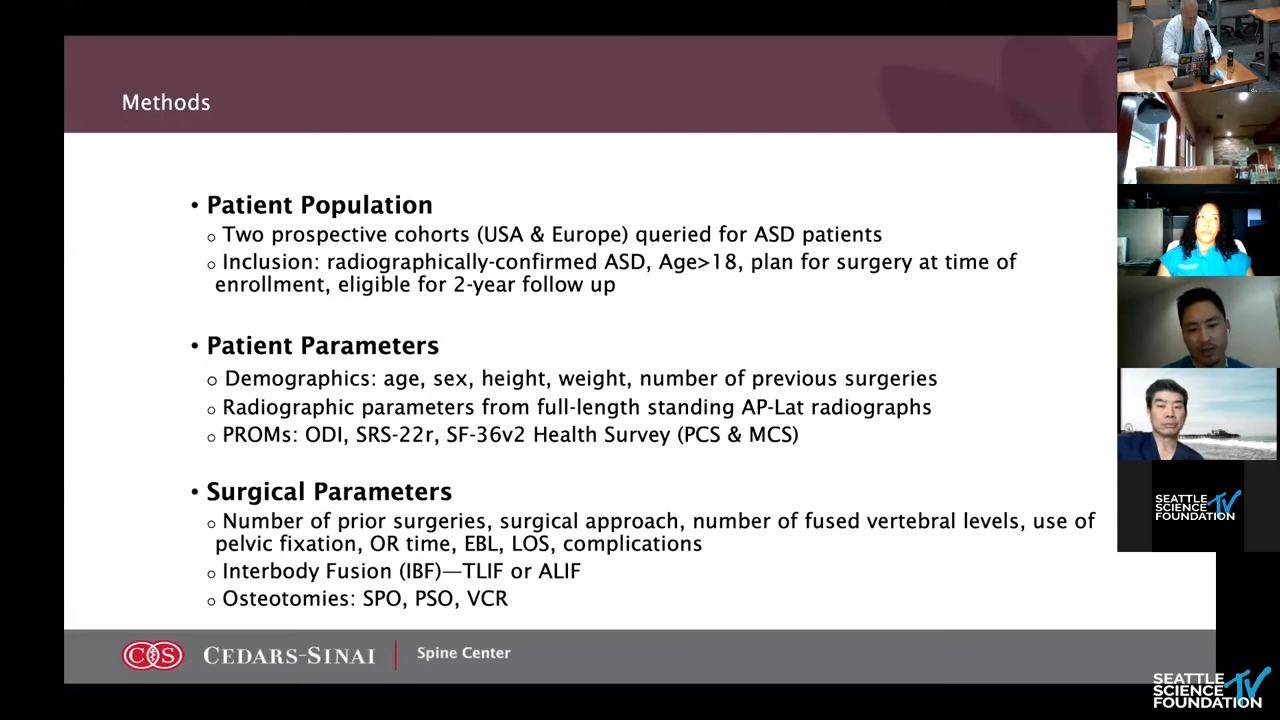 Methods
• Patient Population
o Two prospective cohorts (USA & Europe) queried for ASD patients
o Inclusion: radiographically-confirmed ASD, Age>18, plan for surgery at time of
enrollment, eligible for 2-year follow up
• Patient Parameters
o Demographics: age, sex, height, weight, number of previous surgeries
o Radiographic parameters from full-length standing AP-Lat radiographs
o PROMs: ODI, SRS-22r, SF-36v2 Health Survey (PCS & MCS)
• Surgical Parameters
o Number of prior surgeries, surgical approach, number of fused vertebral levels, use of
pelvic fixation, OR time, EBL, LOS, complications
o Interbody Fusion (IBF)—TLIF or ALIF
o Osteotomies: SPO, PSO, VCR
CEDARS-SINAI
Spine Center
SEATTLE
SCIENCE TV
FOUNDATION
SEATTLE
SCIENCE TV
FOUNDATION